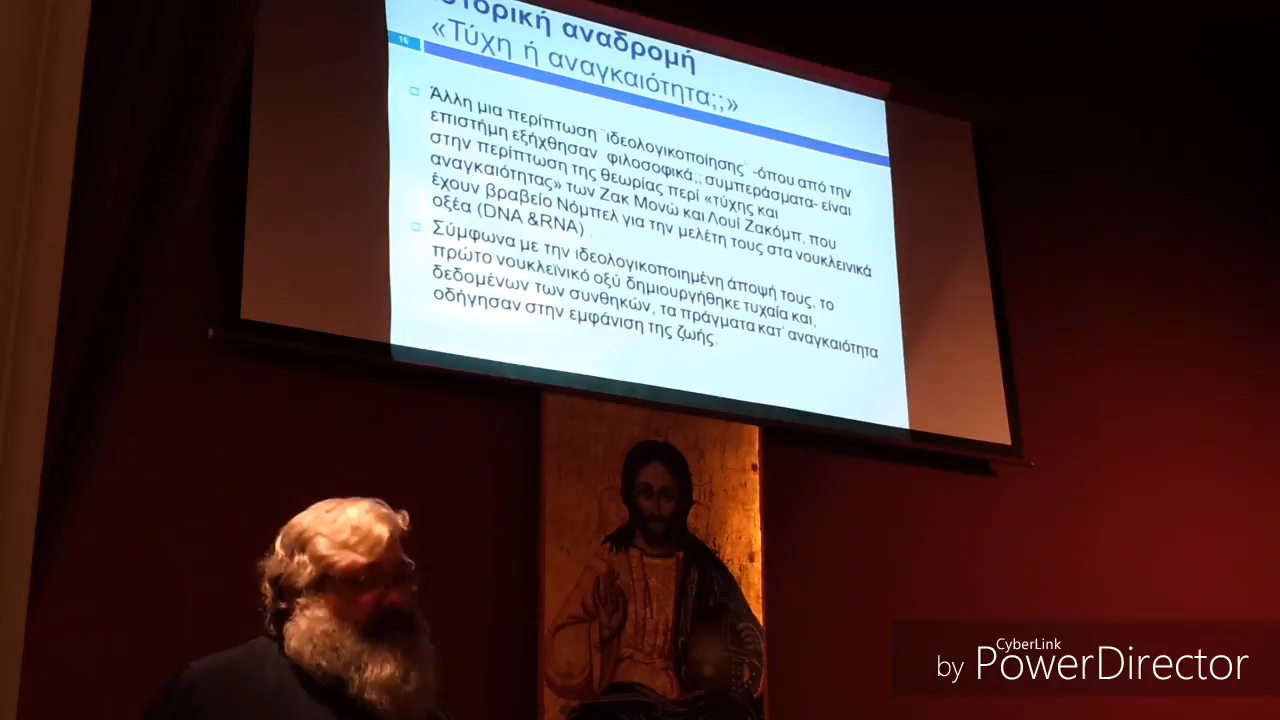 ιστορική αναδρομή
«Τύχη ή αναγκαιότητα;;»
16
Άλλη μια περίπτωση ¨ιδεολογικοποίησης¨ -όπου από την
επιστήμη εξήχθησαν φιλοσοφικά;; συμπεράσματα- είναι
στην περίπτωση της θεωρίας περί «τύχης και
αναγκαιότητας» των Ζακ Μονώ και Λουί Ζακόμπ, που
έχουν βραβείο Νόμπελ για την μελέτη τους στα νουκλεινικά
οξέα (DNA &RNA) .
Σύμφωνα με την ιδεολογικοποιημένη άποψή τους, το
πρώτο νουκλεϊνικό οξύ δημιουργήθηκε τυχαία και,
δεδομένων των συνθηκών, τα πράγματα κατ' αναγκαιότητα
οδήγησαν στην εμφάνιση της ζωής.
CyberLink
by PowerDirector